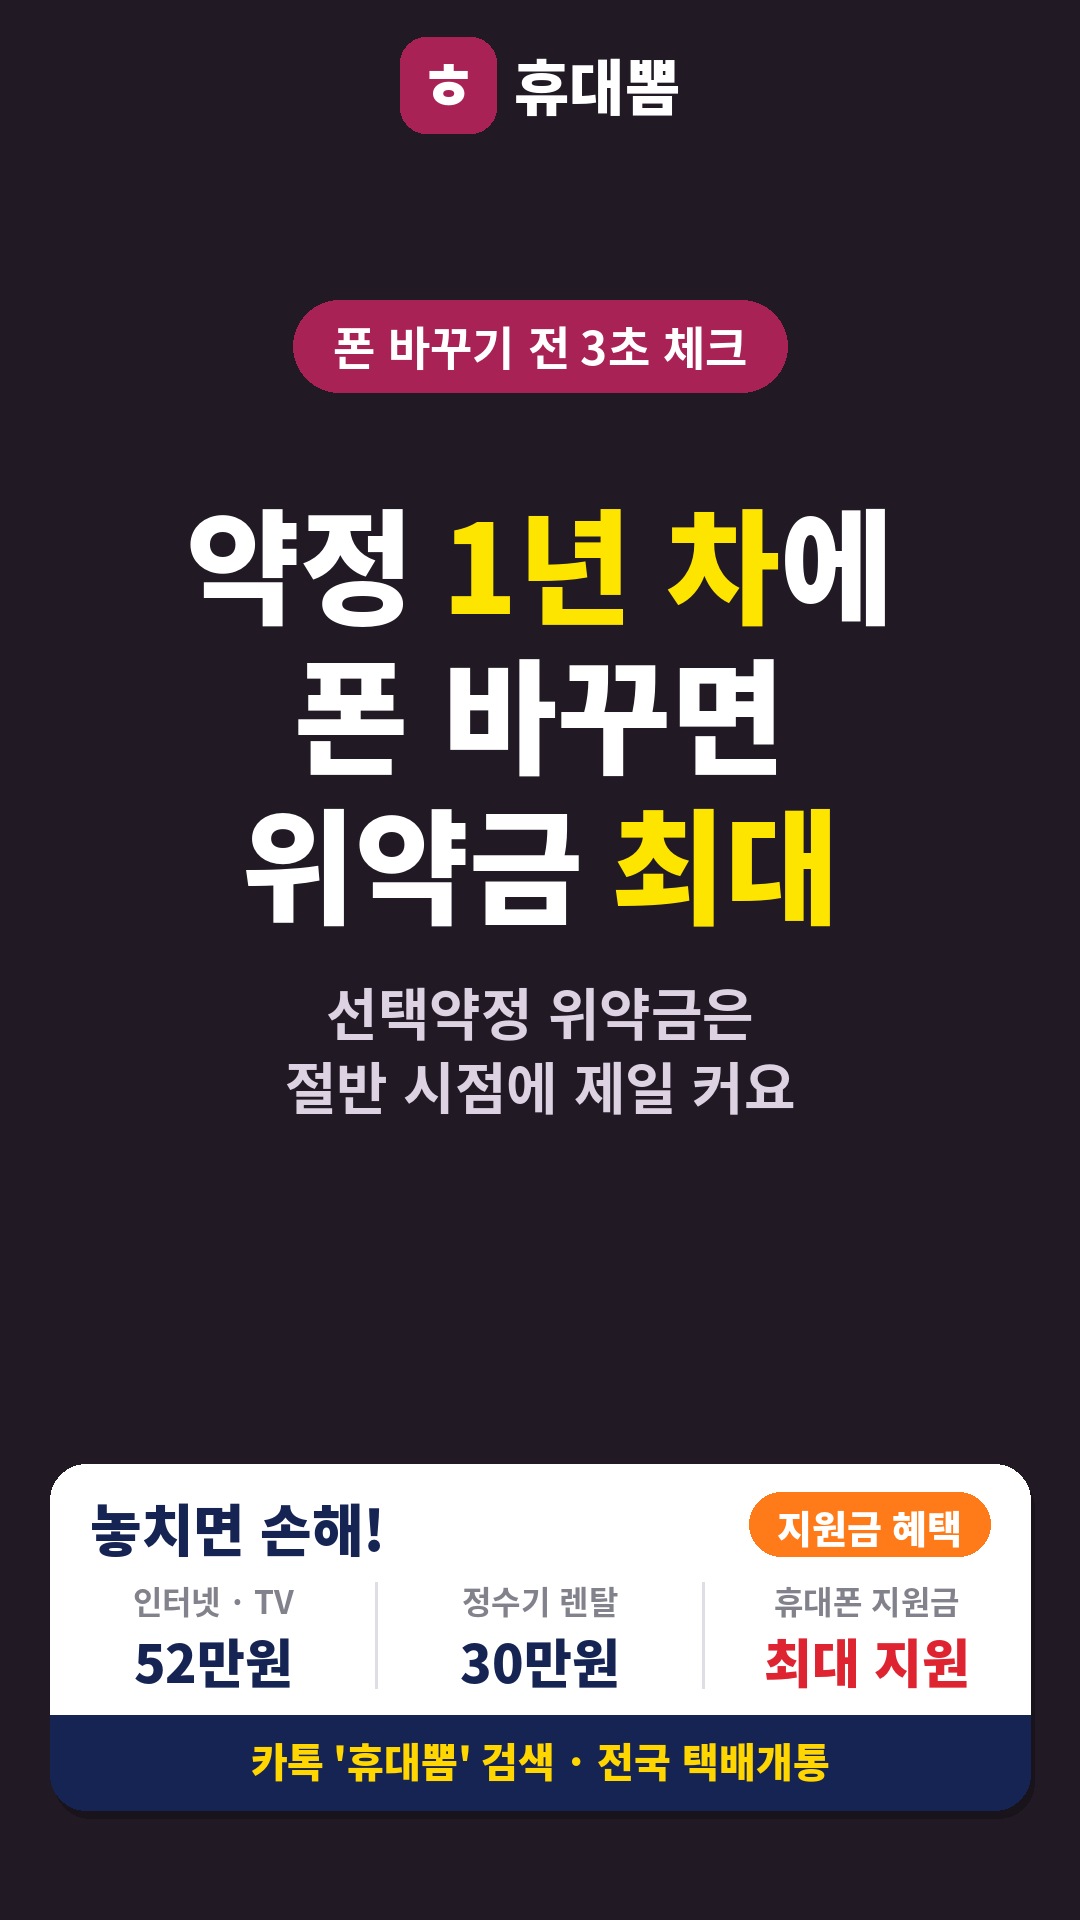 ㅎ 휴대뽐
폰 바꾸기 전 3초 체크
약정 1년 차에
폰 바꾸면
위약금 최대
선택약정 위약금은
절반 시점에 제일 커요
놓치면 손해!
지원금 혜택
인터넷 · TV
52만원
정수기 렌탈
30만원
휴대폰 지원금
최대 지원
카톡 '휴대뽐' 검색 · 전국 택배개통